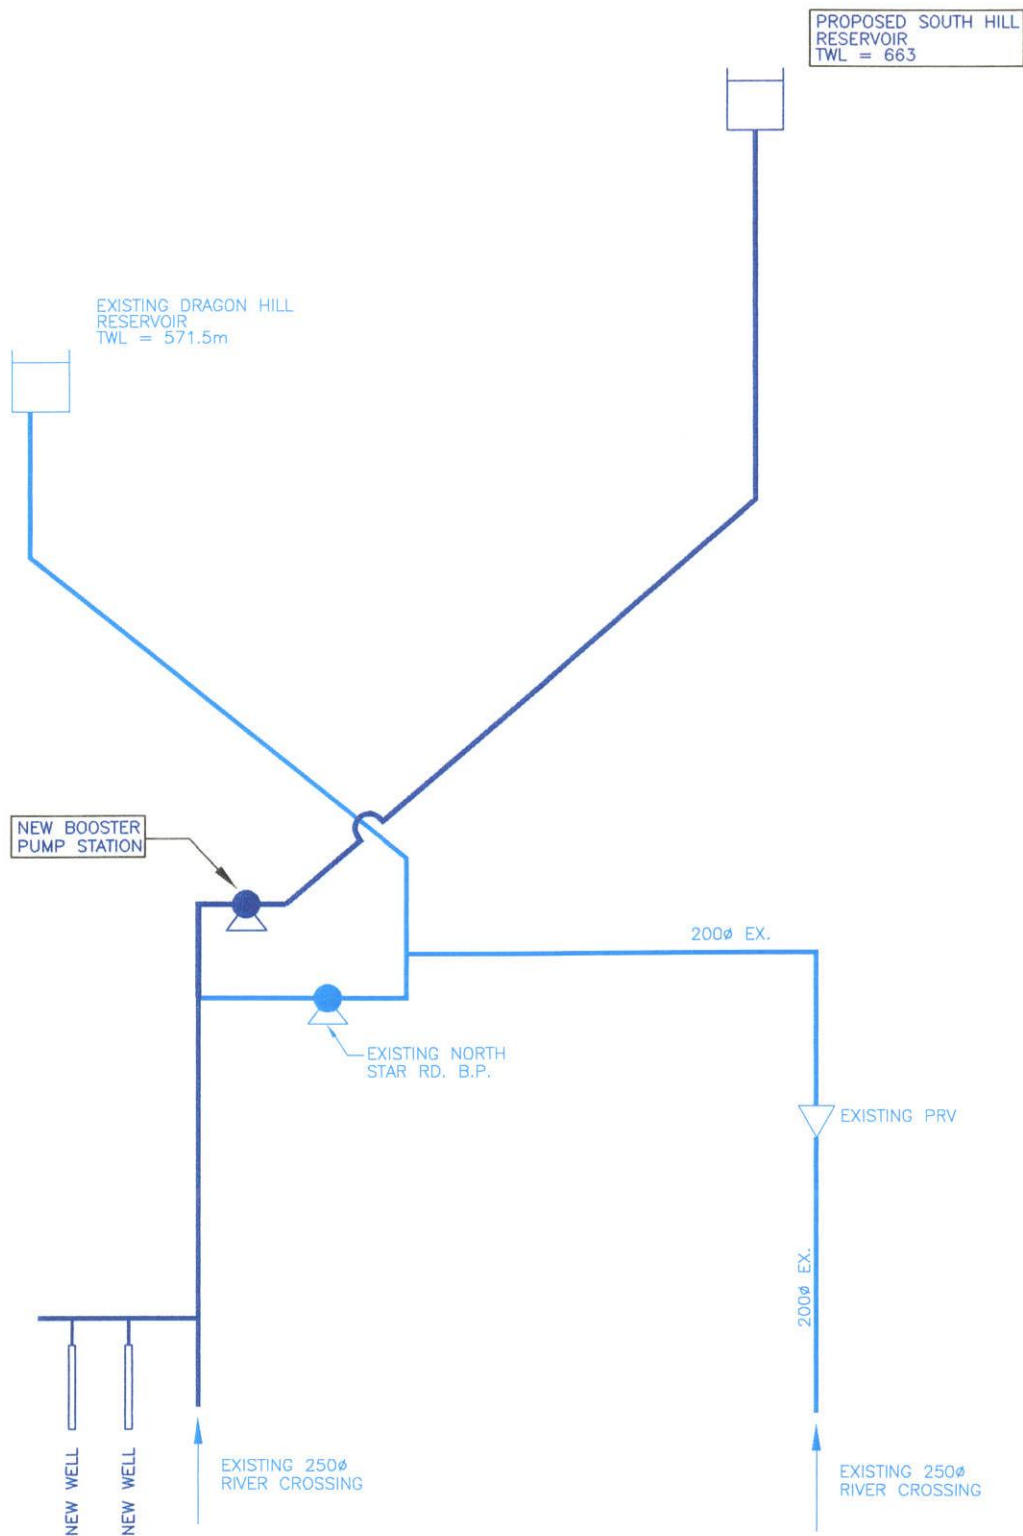 PROPOSED SOUTH HILL
RESERVOIR
TWL = 663
EXISTING DRAGON HILL
RESERVOIR
TWL = 571.5m
NEW BOOSTER
PUMP STATION
200ø EX.
EXISTING NORTH
STAR RD. B.P.
EXISTING PRV
200ø EX.
NEW WELL
NEW WELL
EXISTING 250ø
RIVER CROSSING
EXISTING 250ø
RIVER CROSSING